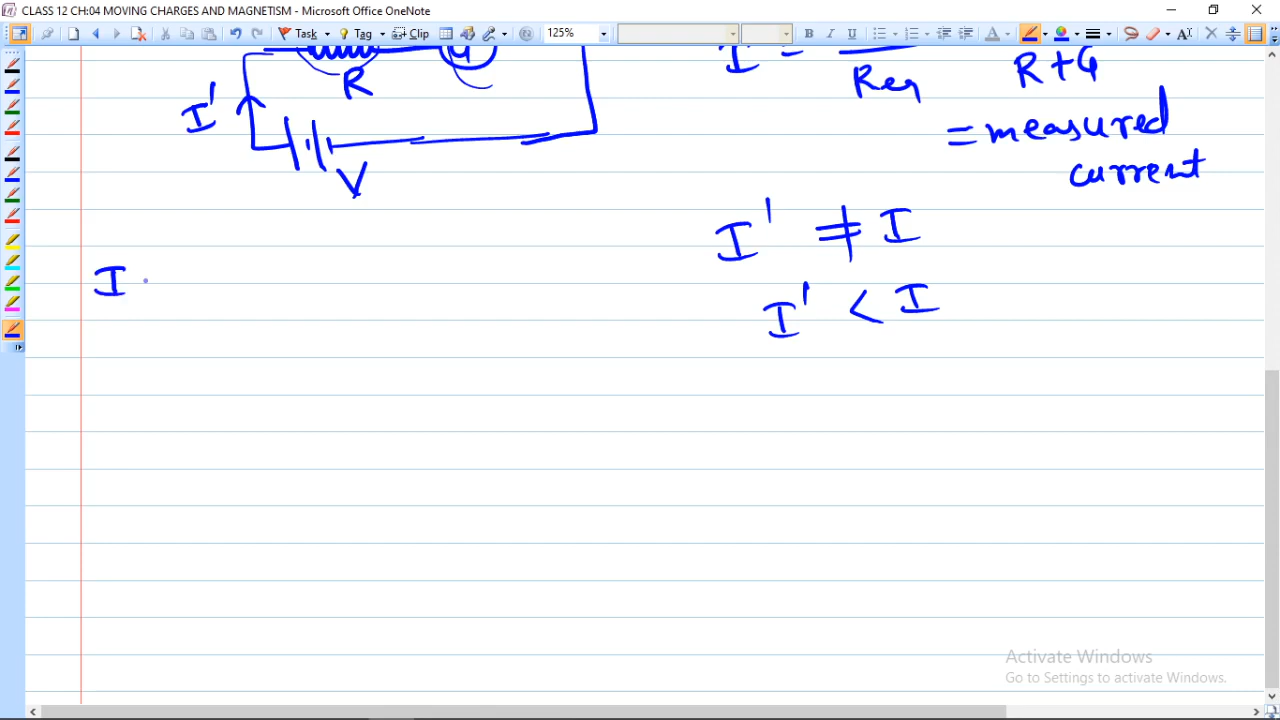 CLASS 12 CH:04 MOVING CHARGES AND MAGNETISM - Microsoft Office OneNote
Task Tag Clip 125% B I U A
I' = R+G
R G Req
I' = measured
V current
I' ≠ I
I
I' < I
Activate Windows
Go to Settings to activate Windows.